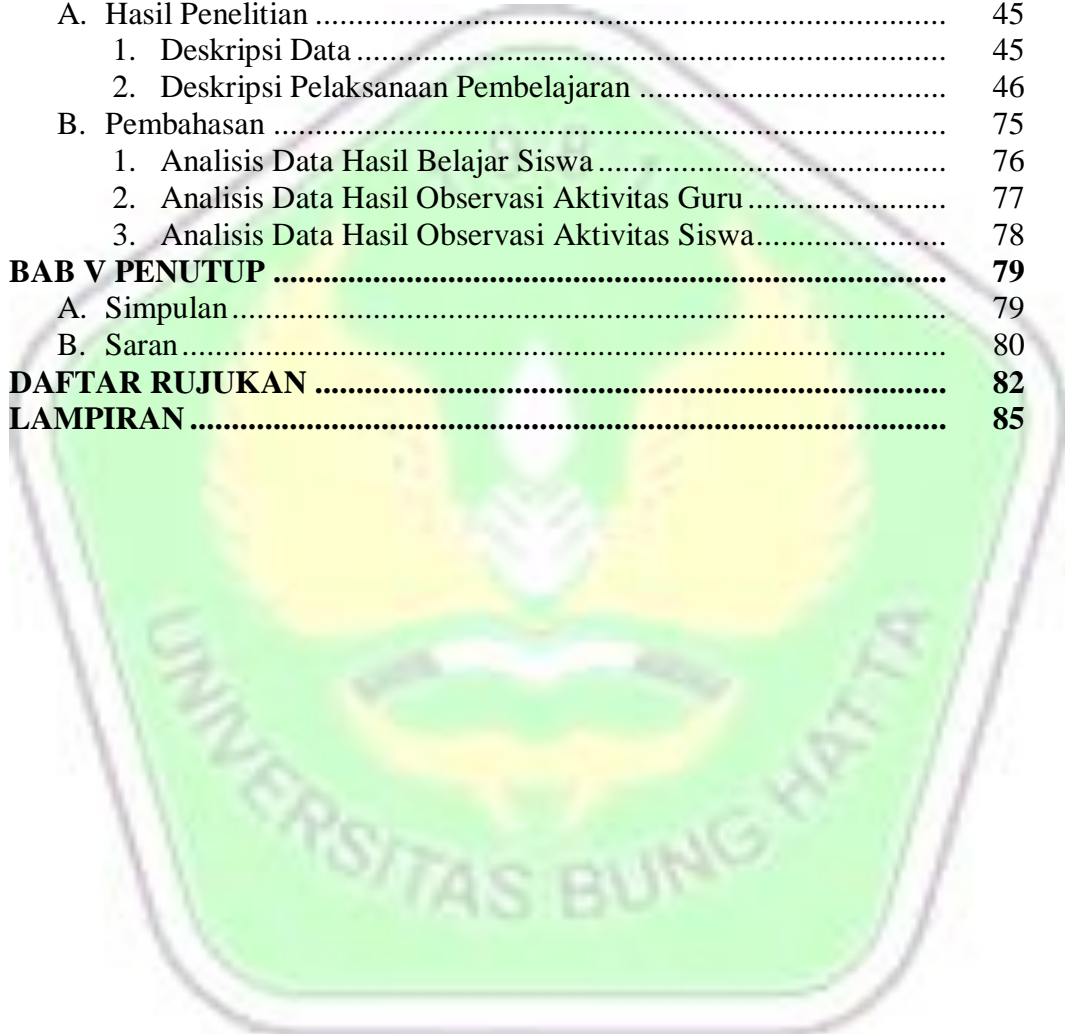 A. Hasil Penelitian ........................................................................................ 45
1. Deskripsi Data .................................................................................. 45
2. Deskripsi Pelaksanaan Pembelajaran ........................................... 46
B. Pembahasan .............................................................................................. 75
1. Analisis Data Hasil Belajar Siswa .................................................. 76
2. Analisis Data Hasil Observasi Aktivitas Guru ............................ 77
3. Analisis Data Hasil Observasi Aktivitas Siswa ........................... 78
BAB V PENUTUP ............................................................................................ 79
A. Simpulan .................................................................................................... 79
B. Saran ........................................................................................................... 80
DAFTAR RUJUKAN ....................................................................................... 82
LAMPIRAN ....................................................................................................... 85
UNIVERSITAS BUNG HATTA